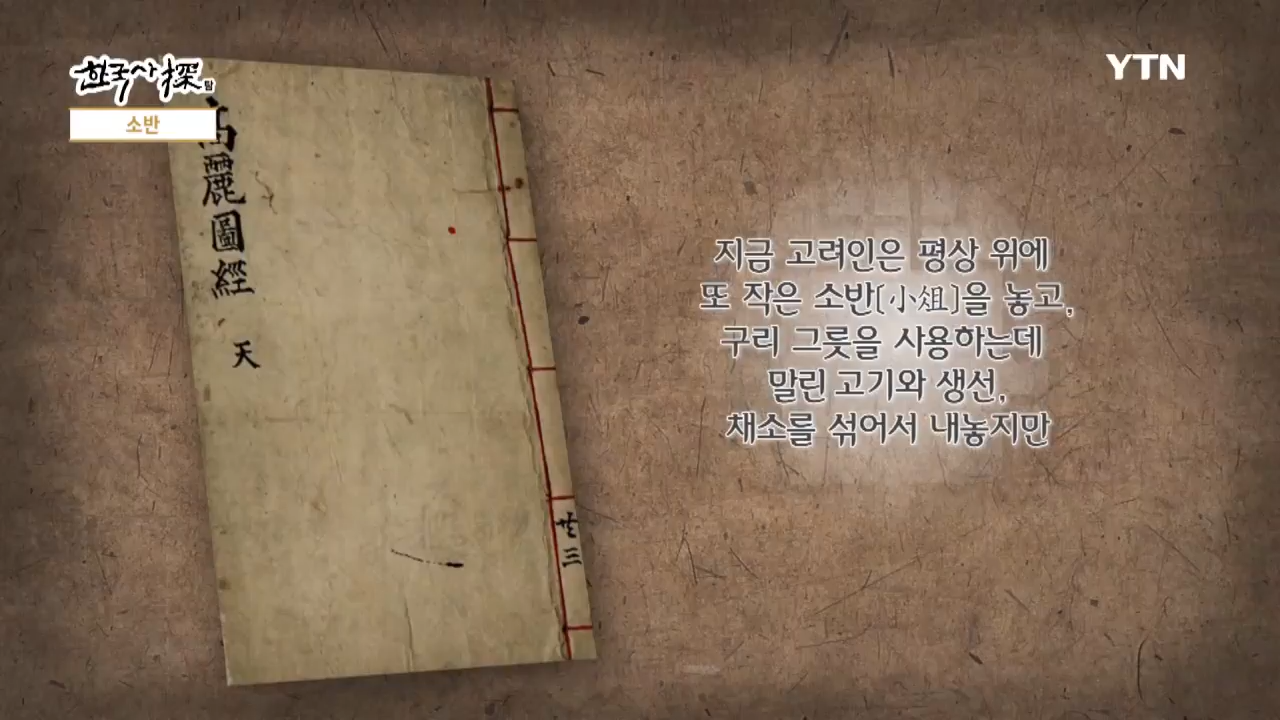 한국사探탐
소반
YTN
高麗圖經 天
廿三
지금 고려인은 평상 위에
또 작은 소반[小俎]을 놓고,
구리 그릇을 사용하는데
말린 고기와 생선,
채소를 섞어서 내놓지만